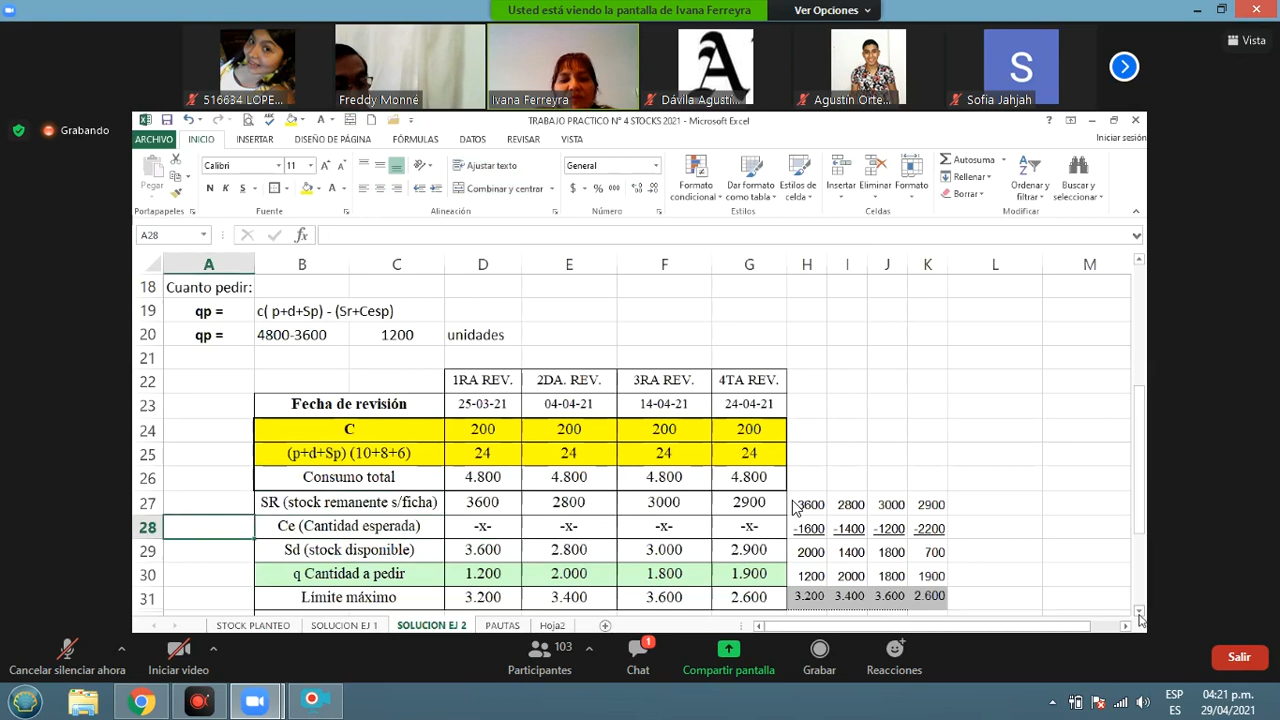 Usted está viendo la pantalla de Ivana Ferreyra
Ver Opciones
Vista
Grabando
A
S
516634 LOPE...
Freddy Monné
Ivana Ferreyra
Dávila Agusti...
Agustín Orte...
Sofia Jahjah
TRABAJO PRACTICO N° 4 STOCKS 2021 - Microsoft Excel
ARCHIVO INICIO INSERTAR DISEÑO DE PÁGINA FÓRMULAS DATOS REVISAR VISTA
Iniciar sesión
Pegar
Calibri 11
N K S
Ajustar texto
Combinar y centrar
General
$ % 000
Formato condicional
Dar formato como tabla
Estilos de celda
Insertar Eliminar Formato
Autosuma
Rellenar
Borrar
Ordenar y filtrar
Buscar y seleccionar
Portapapeles Fuente Alineación Número Estilos Celdas Modificar
A28 fx
A B C D E F G H I J K L M
18 Cuanto pedir:
19 qp = c( p+d+Sp) - (Sr+Cesp)
20 qp = 4800-3600 1200 unidades
21
22 1RA REV. 2DA. REV. 3RA REV. 4TA REV.
23 Fecha de revisión 25-03-21 04-04-21 14-04-21 24-04-21
24 C 200 200 200 200
25 (p+d+Sp) (10+8+6) 24 24 24 24
26 Consumo total 4.800 4.800 4.800 4.800
27 SR (stock remanente s/ficha) 3600 2800 3000 2900 3600 2800 3000 2900
28 Ce (Cantidad esperada) -x- -x- -x- -x- -1600 -1400 -1200 -2200
29 Sd (stock disponible) 3.600 2.800 3.000 2.900 2000 1400 1800 700
30 q Cantidad a pedir 1.200 2.000 1.800 1.900 1200 2000 1800 1900
31 Limite máximo 3.200 3.400 3.600 2.600 3.200 3.400 3.600 2.600
STOCK PLANTEO SOLUCION EJ 1 SOLUCION EJ 2 PAUTAS Hoja2
Cancelar silenciar ahora
Iniciar video
103
Participantes
1
Chat
Compartir pantalla
Grabar
Reacciones
Salir
ESP
ES
04:21 p.m.
29/04/2021